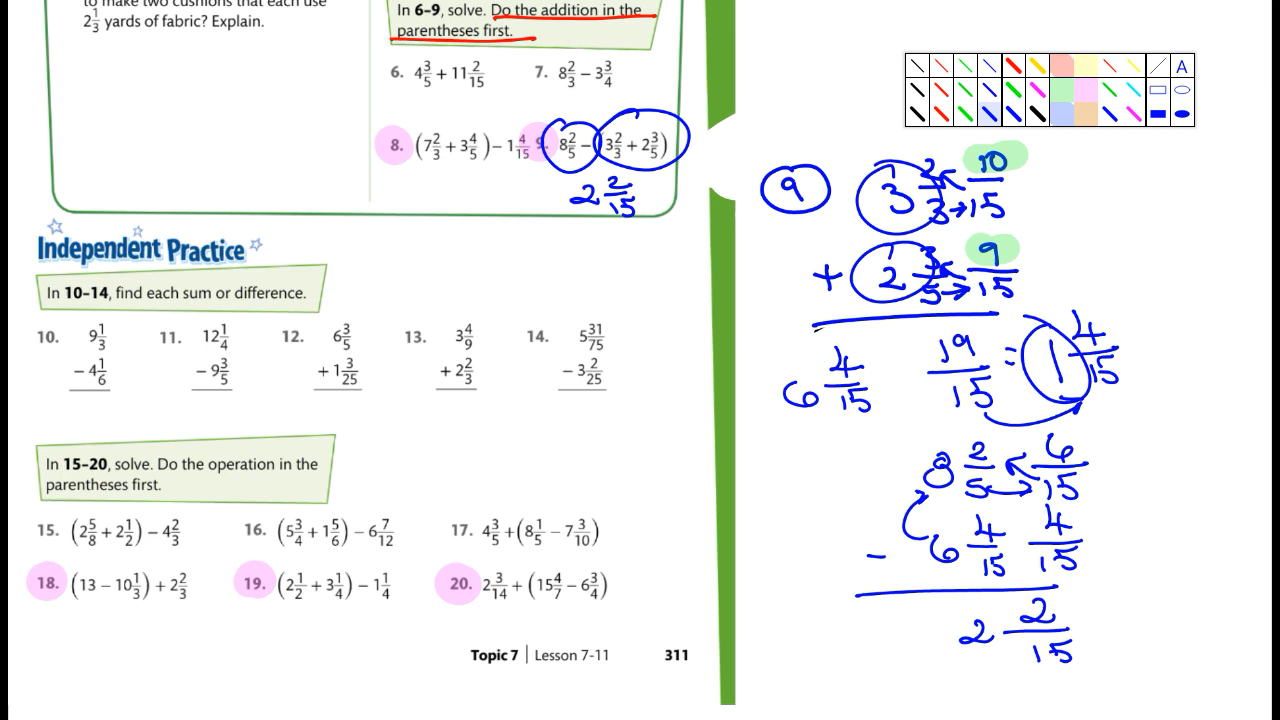 to make two cushions that each use
2 1/3 yards of fabric? Explain.
In 6–9, solve. Do the addition in the
parentheses first.
6. 4 3/5 + 11 2/15
7. 8 2/3 − 3 3/4
8. (7 2/3 + 3 4/5) − 1 4/15
9. 8 2/5 − (3 2/3 + 2 3/5)
2 2/15
Independent Practice
In 10–14, find each sum or difference.
10. 9 1/3 − 4 1/6
11. 12 1/4 − 9 3/5
12. 6 3/5 + 1 3/25
13. 3 4/9 + 2 2/3
14. 5 31/75 − 3 2/25
In 15–20, solve. Do the operation in the
parentheses first.
15. (2 5/8 + 2 1/2) − 4 2/3
16. (5 3/4 + 1 5/6) − 6 7/12
17. 4 3/5 + (8 1/5 − 7 3/10)
18. (13 − 10 1/3) + 2 2/3
19. (2 1/2 + 3 1/4) − 1 1/4
20. 2 3/14 + (15 4/7 − 6 3/4)
Topic 7 | Lesson 7-11 311
A
9 3 2/3 10/15
+ 2 3/5 9/15
6 4/15 19/15 = 1 4/15
8 2/5 6/15
− 6 4/15 4/15
2 2/15